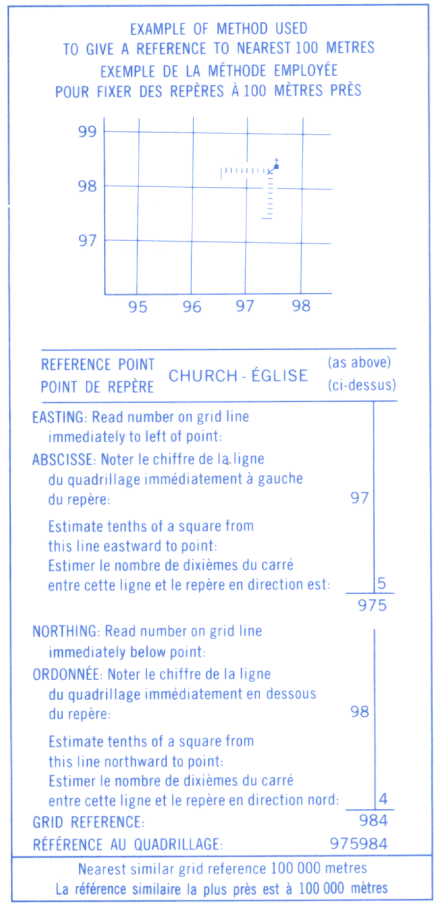 EXAMPLE OF METHOD USED
TO GIVE A REFERENCE TO NEAREST 100 METRES
EXEMPLE DE LA MÉTHODE EMPLOYÉE
POUR FIXER DES REPÈRES À 100 MÈTRES PRÈS
99
98
97
95 96 97 98
REFERENCE POINT
POINT DE REPÈRE
CHURCH - ÉGLISE
(as above)
(ci-dessus)
EASTING: Read number on grid line
immediately to left of point:
ABSCISSE: Noter le chiffre de la ligne
du quadrillage immédiatement à gauche
du repère: 97
Estimate tenths of a square from
this line eastward to point:
Estimer le nombre de dixièmes du carré
entre cette ligne et le repère en direction est: 5
975
NORTHING: Read number on grid line
immediately below point:
ORDONNÉE: Noter le chiffre de la ligne
du quadrillage immédiatement en dessous
du repère: 98
Estimate tenths of a square from
this line northward to point:
Estimer le nombre de dixièmes du carré
entre cette ligne et le repère en direction nord: 4
GRID REFERENCE: 984
RÉFÉRENCE AU QUADRILLAGE: 975984
Nearest similar grid reference 100 000 metres
La référence similaire la plus près est à 100 000 mètres